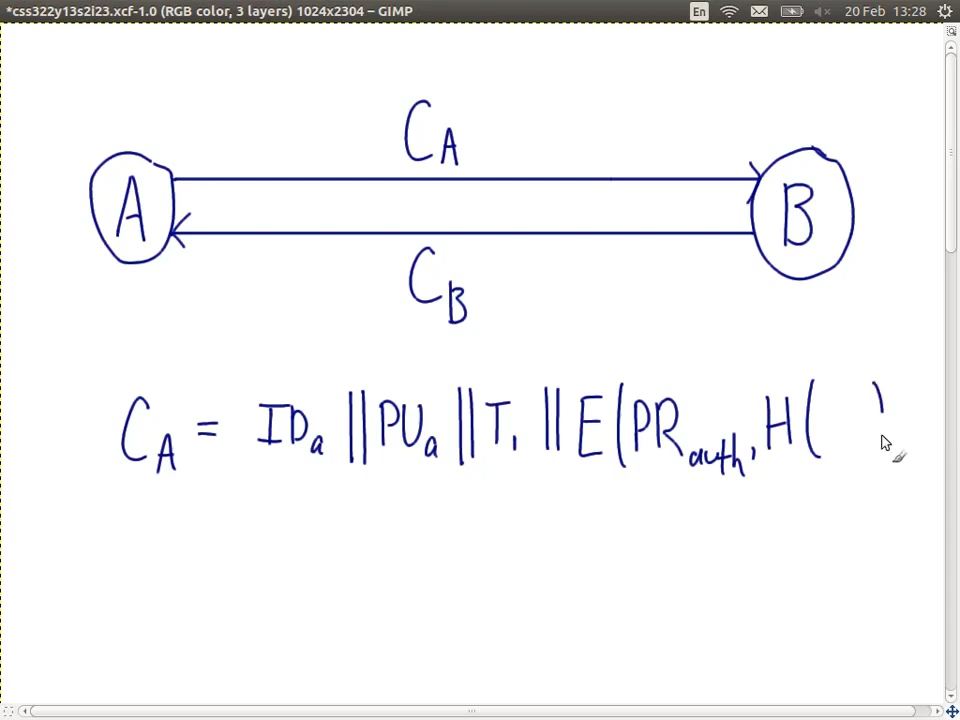 *css322y13s2i23.xcf-1.0 (RGB color, 3 layers) 1024x2304 – GIMP
En
20 Feb 13:28
C_A
A
B
C_B
C_A = ID_a || PU_a || T_1 || E(PR_auth, H( )